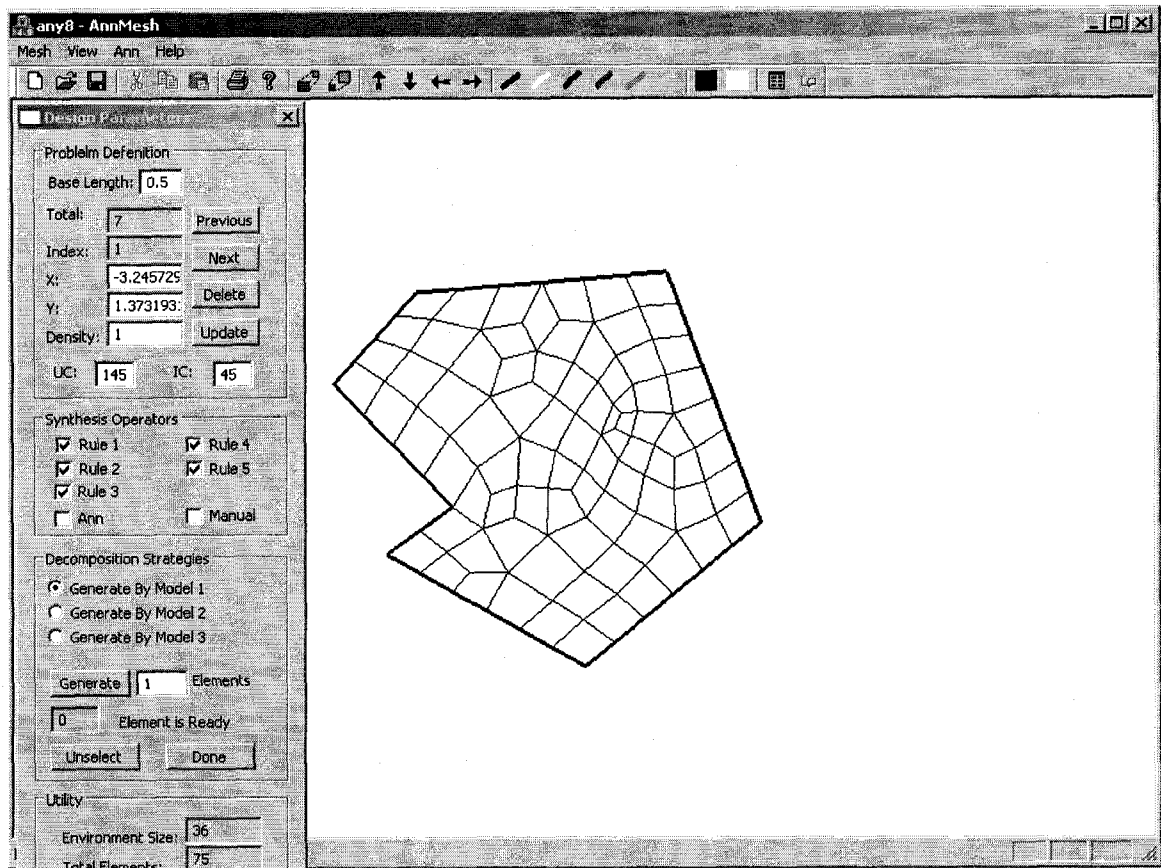 any8 - AnnMesh
Mesh View Ann Help
Design Parameters
Problelm Defenition
Base Length: 0.5
Total: 7 Previous
Index: 1 Next
X: -3.245729
Y: 1.373193 Delete
Density: 1 Update
UC: 145 IC: 45
Synthesis Operators
Rule 1 Rule 4
Rule 2 Rule 5
Rule 3
Ann Manual
Decomposition Strategies
Generate By Model 1
Generate By Model 2
Generate By Model 3
Generate 1 Elements
0 Element is Ready
Unselect Done
Utility
Environment Size: 36
Total Elements: 75